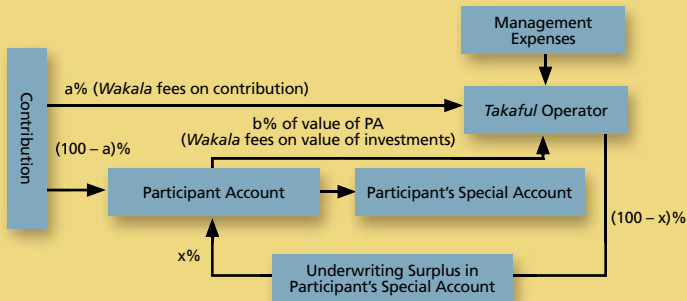 Management
Expenses
Contribution
a% (Wakala fees on contribution)
Takaful Operator
b% of value of PA
(Wakala fees on value of investments)
(100 – a)%
Participant Account
Participant's Special Account
(100 – x)%
x%
Underwriting Surplus in
Participant's Special Account